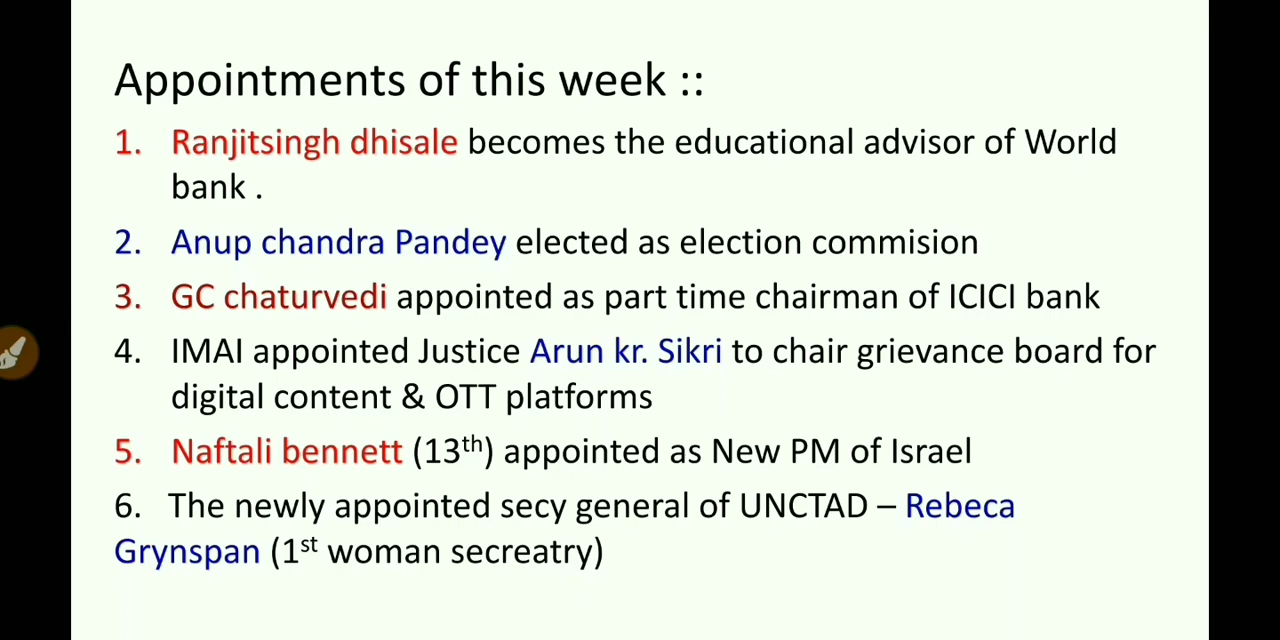 Appointments of this week ::
1. Ranjitsingh dhisale becomes the educational advisor of World
bank .
2. Anup chandra Pandey elected as election commision
3. GC chaturvedi appointed as part time chairman of ICICI bank
4. IMAI appointed Justice Arun kr. Sikri to chair grievance board for
digital content & OTT platforms
5. Naftali bennett (13th) appointed as New PM of Israel
6. The newly appointed secy general of UNCTAD – Rebeca
Grynspan (1st woman secreatry)